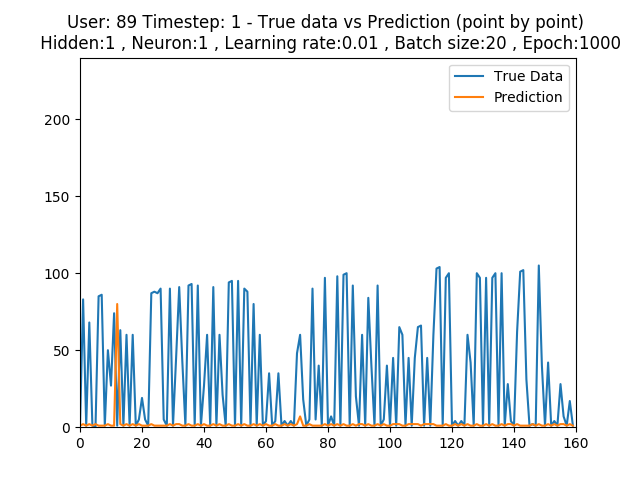 User: 89 Timestep: 1 - True data vs Prediction (point by point)
Hidden:1 , Neuron:1 , Learning rate:0.01 , Batch size:20 , Epoch:1000
True Data
Prediction
200
150
100
50
0
0 20 40 60 80 100 120 140 160